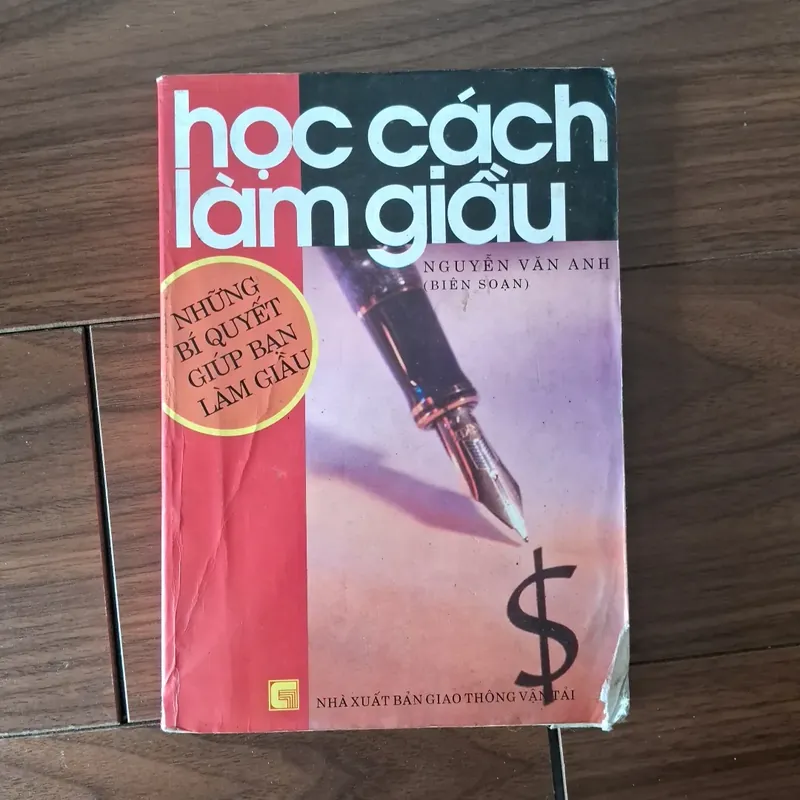 học cách
làm giầu
NGUYỄN VĂN ANH
(BIÊN SOẠN)
NHỮNG
BÍ QUYẾT
GIÚP BẠN
LÀM GIẦU
$
NHÀ XUẤT BẢN GIAO THÔNG VẬN TẢI